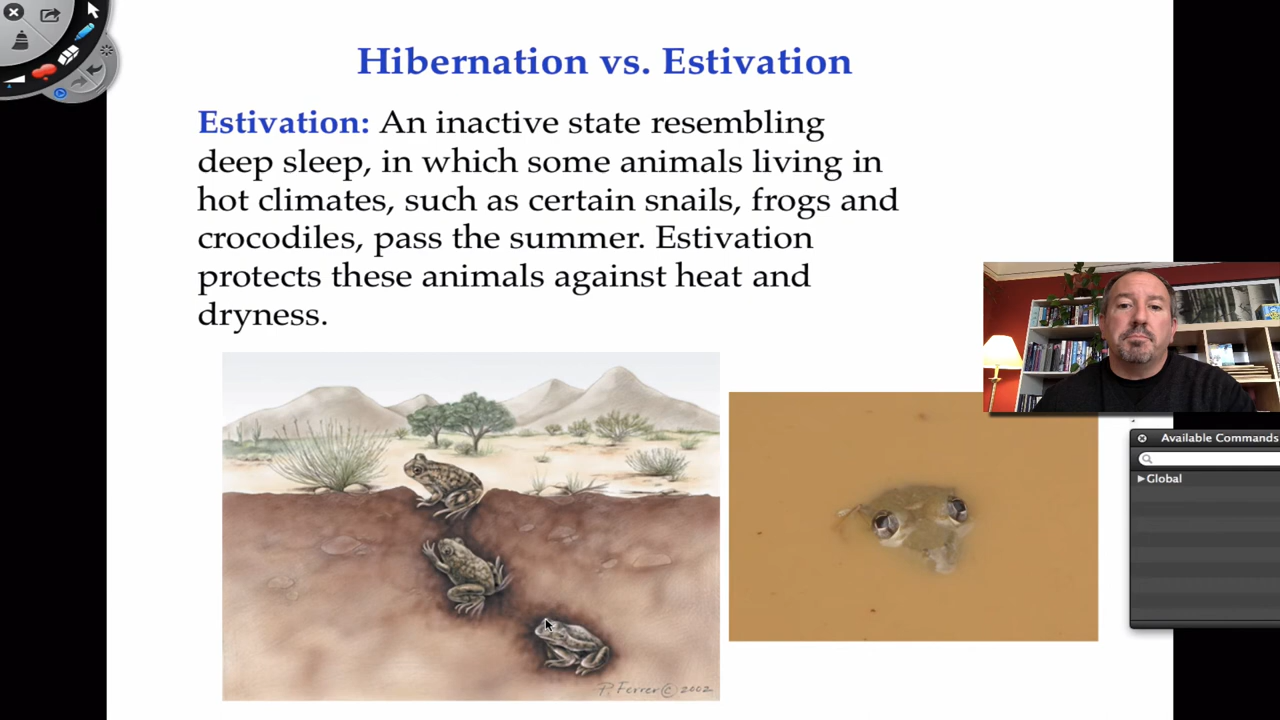 Hibernation vs. Estivation
Estivation: An inactive state resembling
deep sleep, in which some animals living in
hot climates, such as certain snails, frogs and
crocodiles, pass the summer. Estivation
protects these animals against heat and
dryness.
Available Commands
Global
P. Ferrer © 2002